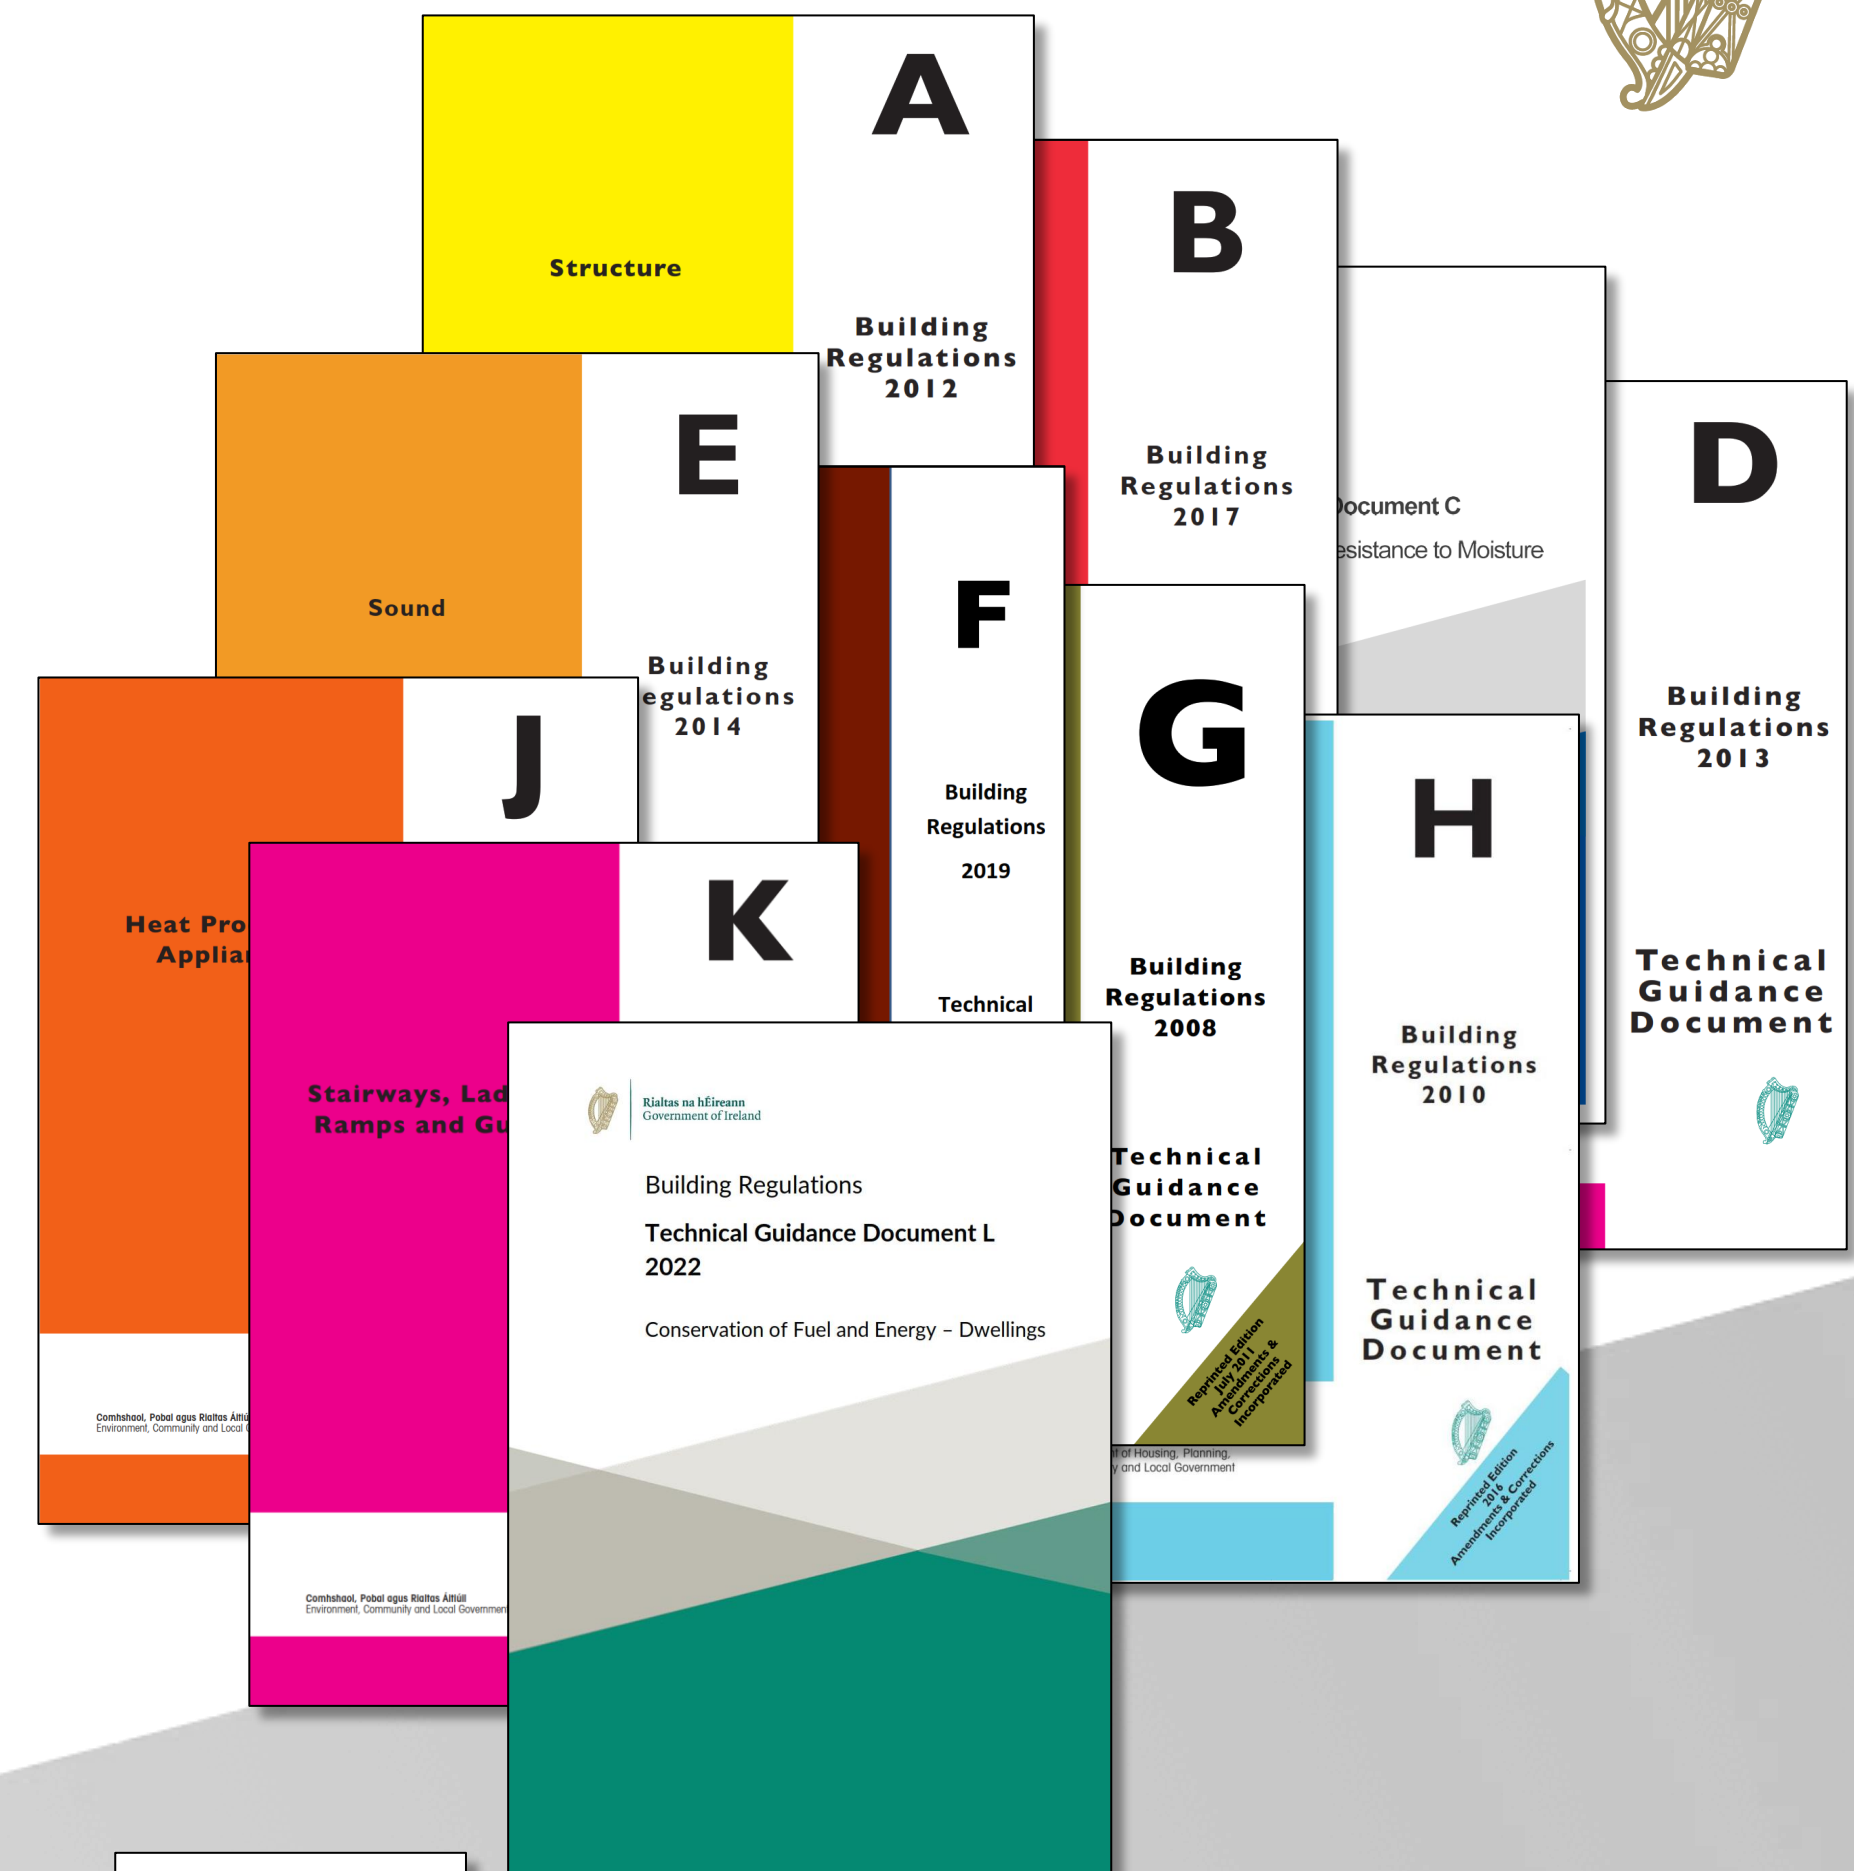 A
Structure
Building
Regulations
2012
B
Building
Regulations
2017
Document C
esistance to Moisture
D
Building
Regulations
2013
Technical
Guidance
Document
E
Sound
Building
egulations
2014
F
Building
Regulations
2019
Technical
G
Building
Regulations
2008
Technical
Guidance
Document
Reprinted Edition
July 2011
Amendments &
Corrections
Incorporated
H
Building
Regulations
2010
Technical
Guidance
Document
Reprinted Edition
2016
Amendments & Corrections
Incorporated
t of Housing, Planning,
y and Local Government
J
Heat Pro
Applia
Comhshaol, Pobal agus Rialtas Áitiú
Environment, Community and Local
K
Stairways, Lad
Ramps and Gu
Comhshaol, Pobal agus Rialtas Áitiúil
Environment, Community and Local Governmen
Rialtas na hÉireann
Government of Ireland
Building Regulations
Technical Guidance Document L
2022
Conservation of Fuel and Energy – Dwellings